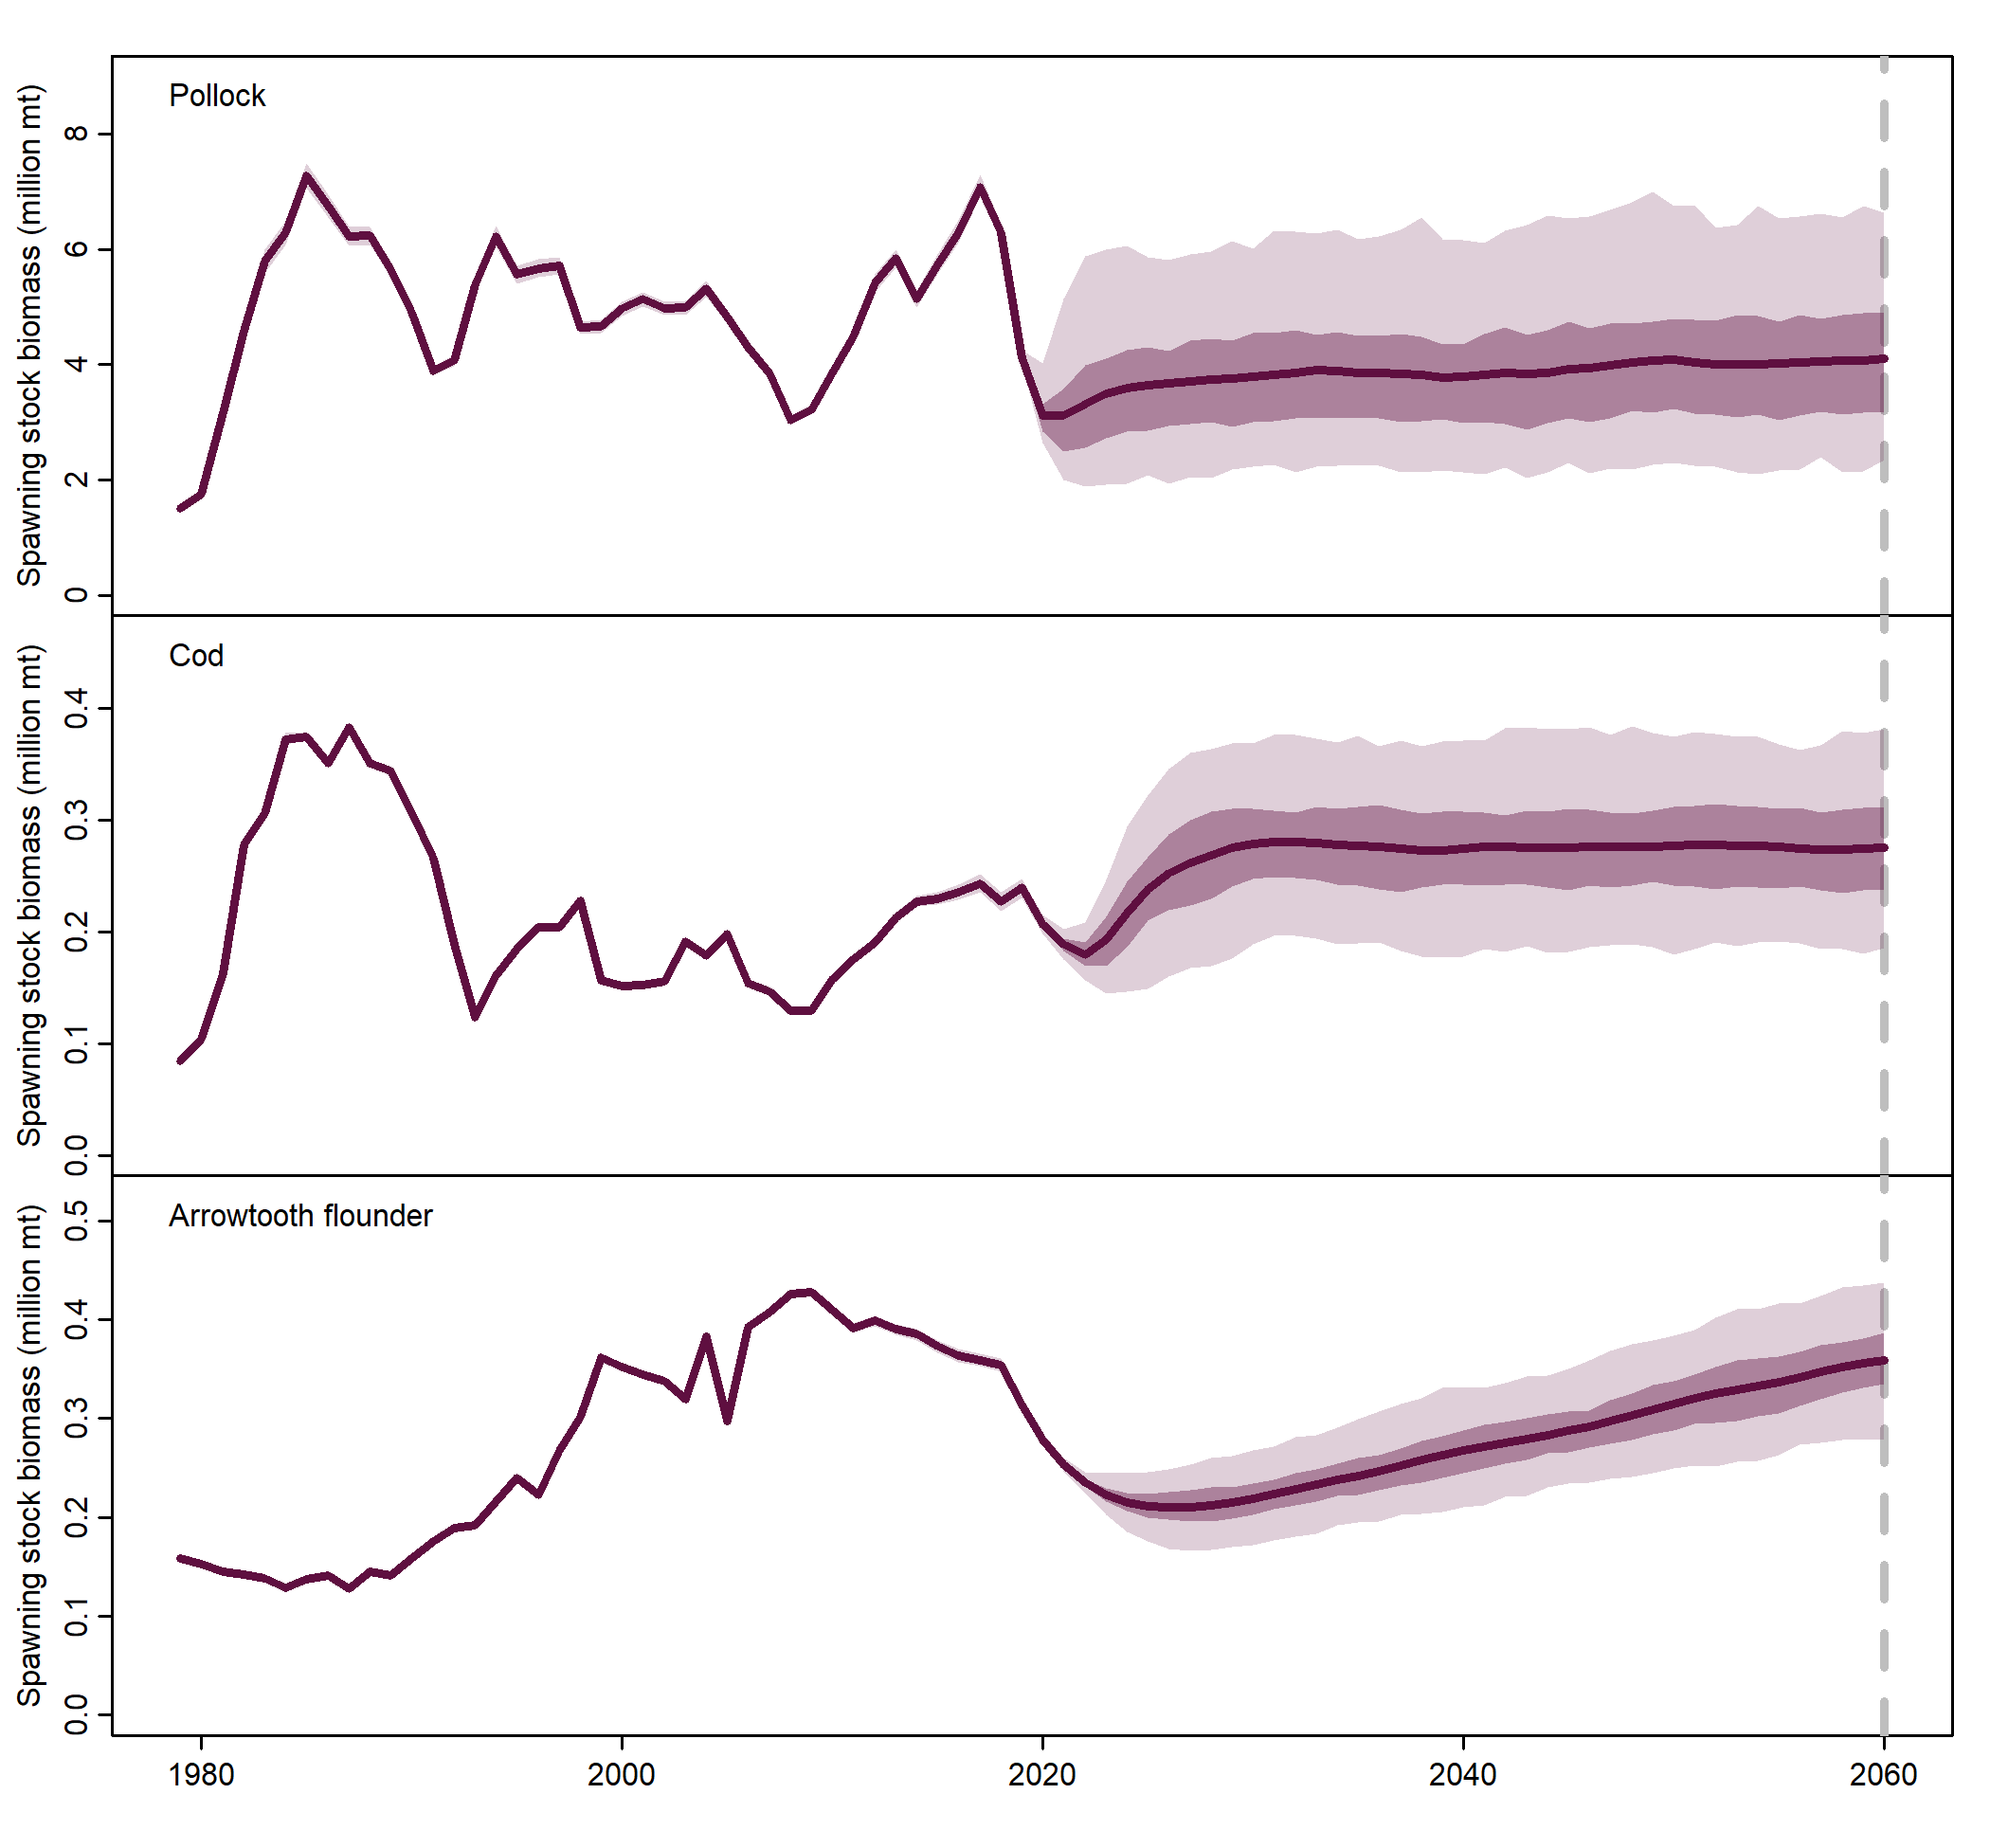 Pollock
Spawning stock biomass (million mt)
8
6
4
2
0
Cod
Spawning stock biomass (million mt)
0.4
0.3
0.2
0.1
0.0
Arrowtooth flounder
Spawning stock biomass (million mt)
0.5
0.4
0.3
0.2
0.1
0.0
1980 2000 2020 2040 2060